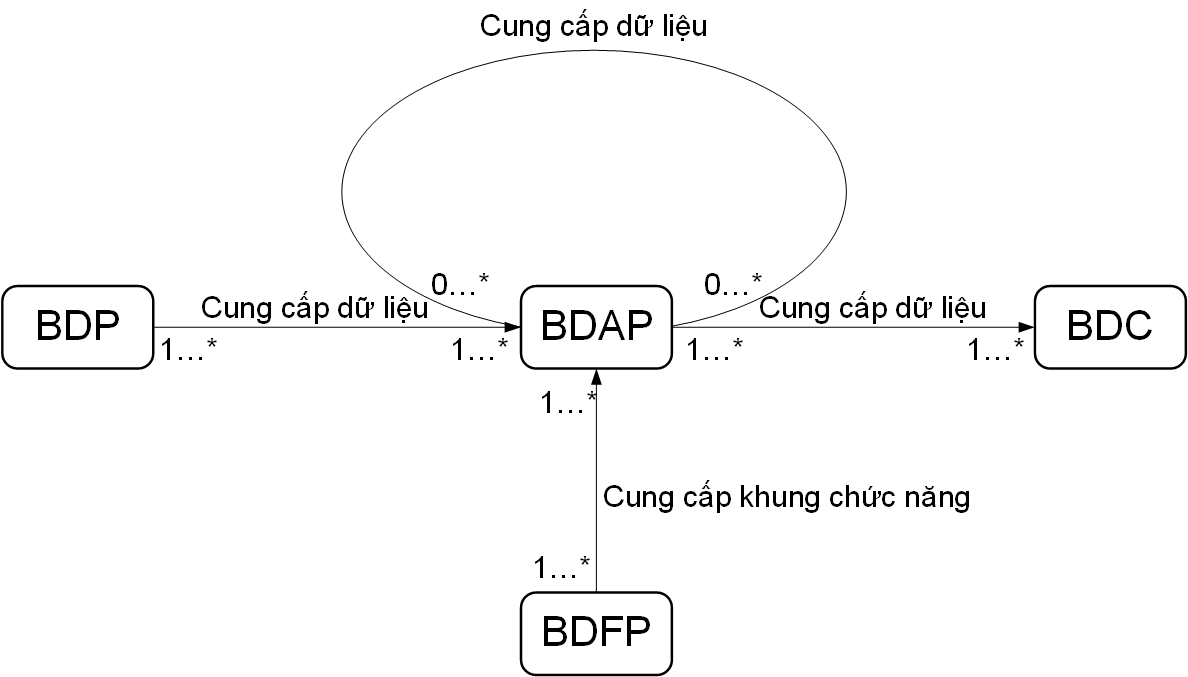 Cung cấp dữ liệu
0...* 0...*
BDP Cung cấp dữ liệu BDAP Cung cấp dữ liệu BDC
1...* 1...* 1...* 1...*
1...*
Cung cấp khung chức năng
1...*
BDFP